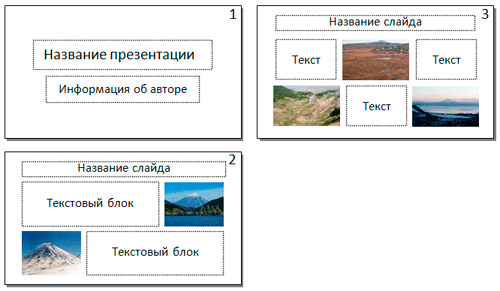 1
Название презентации
Информация об авторе
2
Название слайда
Текстовый блок
Текстовый блок
3
Название слайда
Текст
Текст
Текст